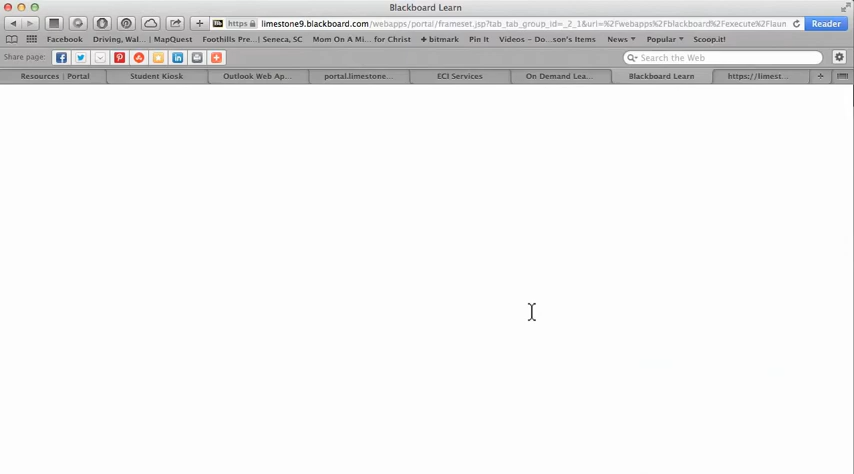 Blackboard Learn
https limestone9.blackboard.com/webapps/portal/frameset.jsp?tab_tab_group_id=_2_1&url=%2Fwebapps%2Fblackboard%2Fexecute%2Flaun Reader
Facebook Driving, Wal... | MapQuest Foothills Pre... | Seneca, SC Mom On A Mi... for Christ + bitmark Pin It Videos – Do...son's Items News Popular Scoop.it!
Share page: Search the Web
Resources | Portal Student Kiosk Outlook Web Ap... portal.limestone... ECI Services On Demand Lea... Blackboard Learn https://limest...